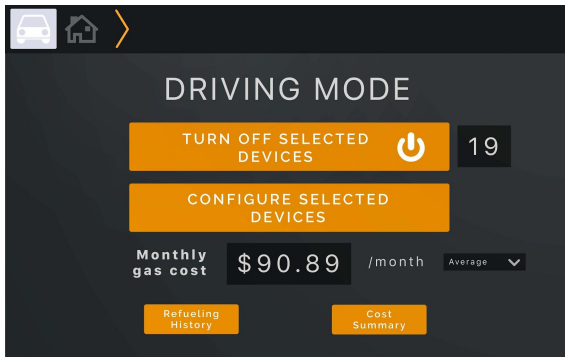 DRIVING MODE
TURN OFF SELECTED
DEVICES
19
CONFIGURE SELECTED
DEVICES
Monthly
gas cost
$90.89
/month
Average
Refueling
History
Cost
Summary